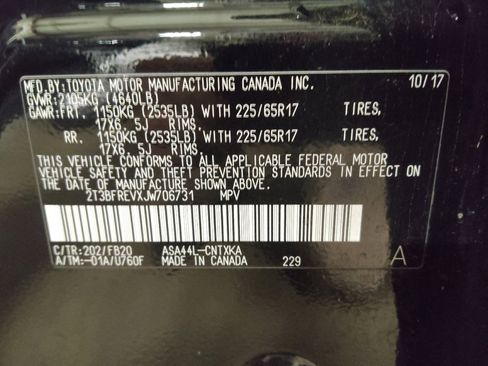 MFD.BY:TOYOTA MOTOR MANUFACTURING CANADA INC. 10/17
GVWR:2105KG (4640LB)
GAWR:FRT. 1150KG (2535LB) WITH 225/65R17 TIRES,
17X6.5J RIMS.
RR. 1150KG (2535LB) WITH 225/65R17 TIRES,
17X6.5J RIMS.
THIS VEHICLE CONFORMS TO ALL APPLICABLE FEDERAL MOTOR
VEHICLE SAFETY AND THEFT PREVENTION STANDARDS IN EFFECT
ON THE DATE OF MANUFACTURE SHOWN ABOVE.
2T3BFREVXJW706731 MPV
C/TR:202/FB20 ASA44L-CNTXKA
A/TM:-01A/U760F MADE IN CANADA 229 A